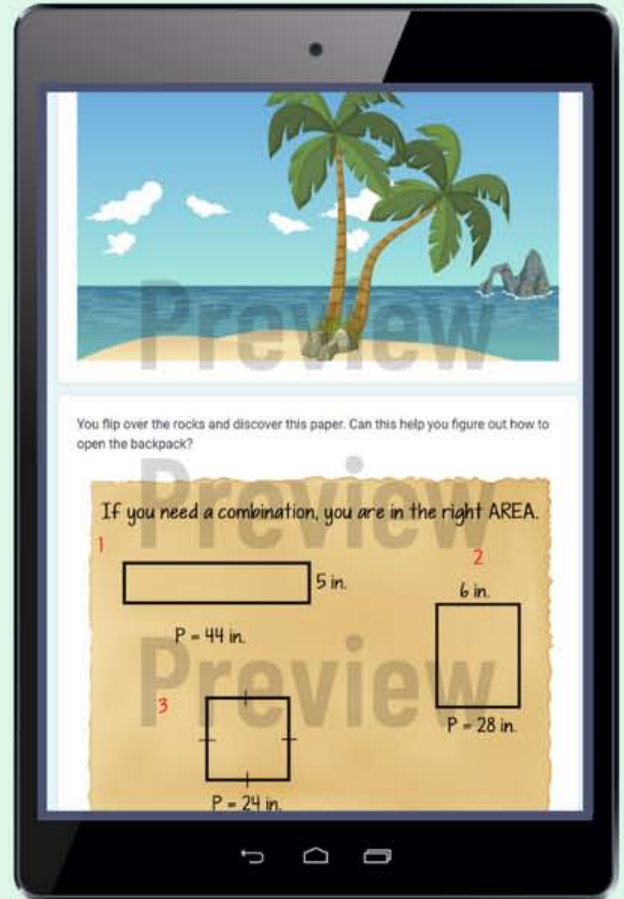 Preview
You flip over the rocks and discover this paper. Can this help you figure out how to
open the backpack?
Preview
If you need a combination, you are in the right AREA.
1
5 in.
P = 44 in.
2
6 in.
P = 28 in.
Preview
3
P = 24 in.